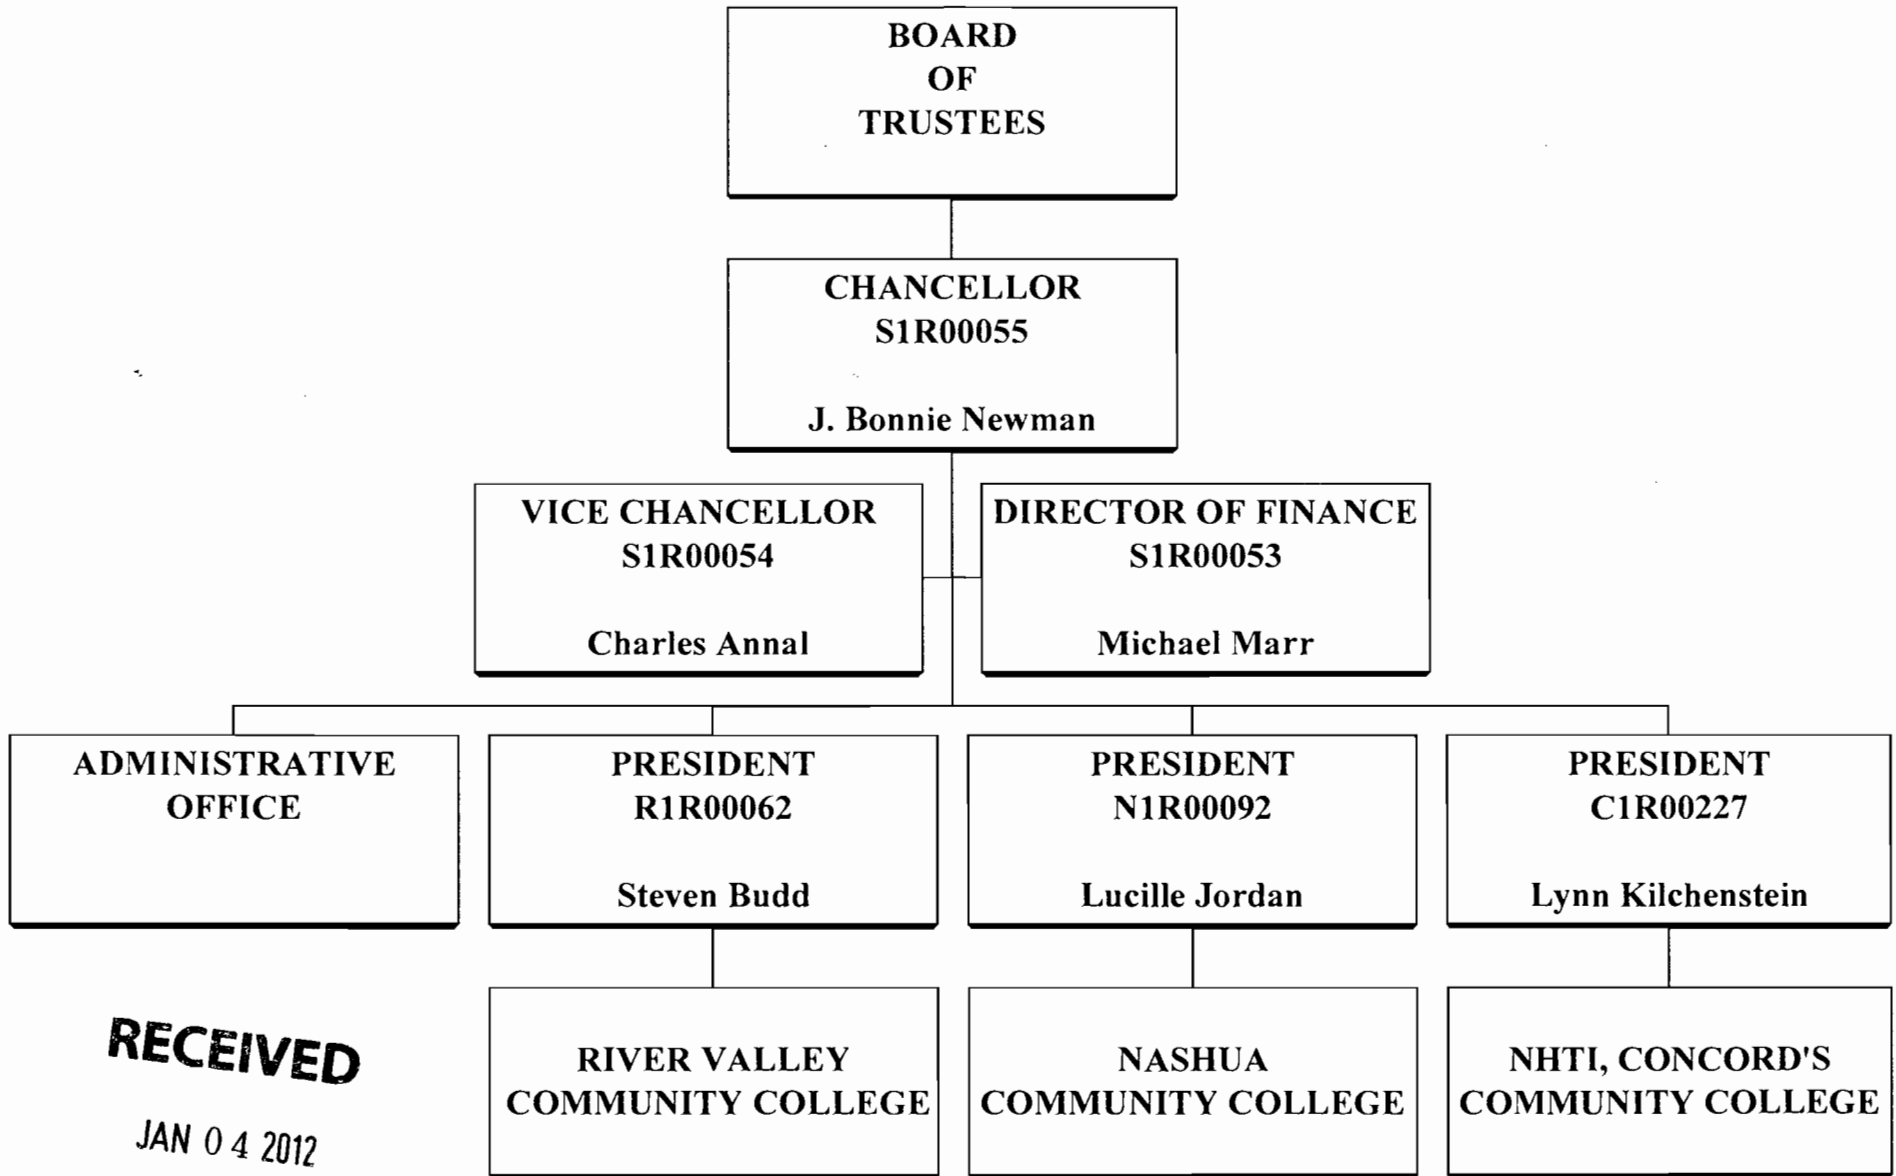 BOARD
OF
TRUSTEES
CHANCELLOR
S1R00055
J. Bonnie Newman
VICE CHANCELLOR
S1R00054
Charles Annal
DIRECTOR OF FINANCE
S1R00053
Michael Marr
ADMINISTRATIVE
OFFICE
PRESIDENT
R1R00062
Steven Budd
PRESIDENT
N1R00092
Lucille Jordan
PRESIDENT
C1R00227
Lynn Kilchenstein
RIVER VALLEY
COMMUNITY COLLEGE
NASHUA
COMMUNITY COLLEGE
NHTI, CONCORD'S
COMMUNITY COLLEGE
RECEIVED
JAN 04 2012